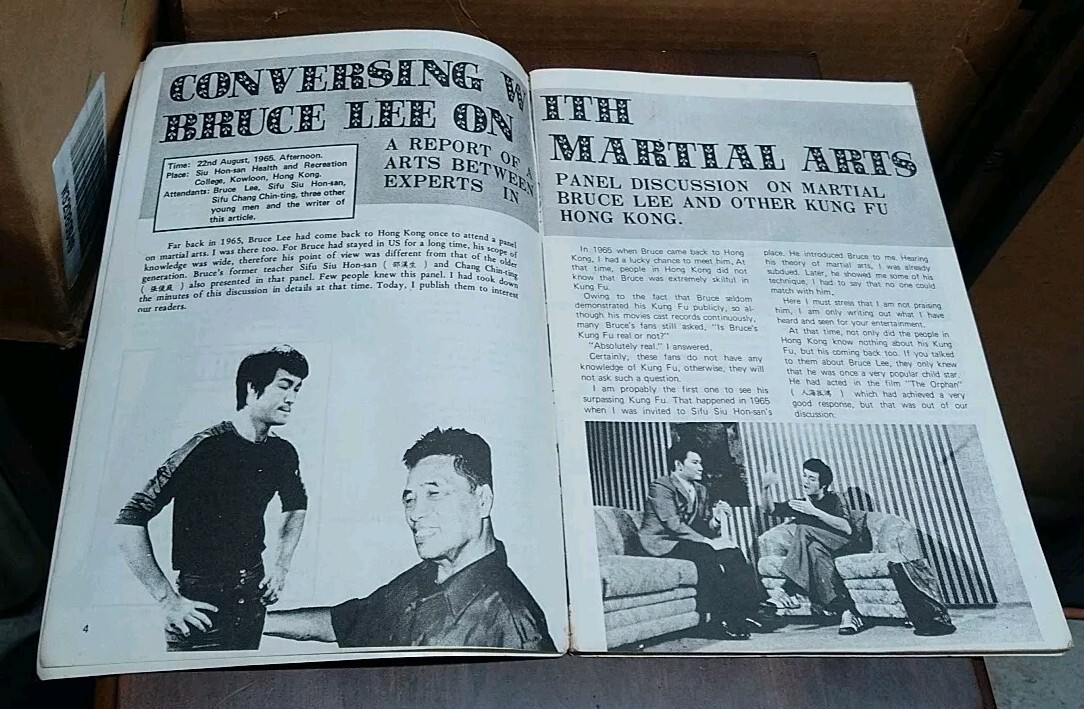 CONVERSING WITH
BRUCE LEE ON MARTIAL ARTS
A REPORT OF A PANEL DISCUSSION ON MARTIAL
ARTS BETWEEN BRUCE LEE AND OTHER KUNG FU
EXPERTS IN HONG KONG.
Time: 22nd August, 1965. Afternoon.
Place: Siu Hon-san Health and Recreation
College, Kowloon, Hong Kong.
Attendants: Bruce Lee, Sifu Siu Hon-san,
Sifu Chang Chin-ting, three other
young men and the writer of
this article.
Far back in 1965, Bruce Lee had come back to Hong Kong once to attend a panel
on martial arts. I was there too. For Bruce had stayed in US for a long time, his scope of
knowledge was wide, therefore his point of view was different from that of the older
generation. Bruce's former teacher Sifu Siu Hon-san ( 邵漢生 ) and Chang Chin-ting
( 張俊庭 ) also presented in that panel. Few people knew this panel. I had took down
the minutes of this discussion in details at that time. Today, I publish them to interest
our readers.
4
In 1965 when Bruce came back to Hong
Kong, I had a lucky chance to meet him. At
that time, people in Hong Kong did not
know that Bruce was extremely skilful in
Kung Fu.
Owing to the fact that Bruce seldom
demonstrated his Kung Fu publicly, so al-
though his movies cast records continuously,
many Bruce's fans still asked, "Is Bruce's
Kung Fu real or not?"
"Absolutely real." I answered.
Certainly, these fans do not have any
knowledge of Kung Fu, otherwise, they will
not ask such a question.
I am propably the first one to see his
surpassing Kung Fu. That happened in 1965
when I was invited to Sifu Siu Hon-san's
place. He introduced Bruce to me. Hearing
his theory of martial arts, I was already
subdued. Later, he showed me some of his
technique, I had to say that no one could
match with him.
Here I must stress that I am not praising
him, I am only writing out what I have
heard and seen for your entertainment.
At that time, not only did the people in
Hong Kong know nothing about his Kung
Fu, but his coming back too. If you talked
to them about Bruce Lee, they only knew
that he was once a very popular child star.
He had acted in the film "The Orphan"
( 人海孤鴻 ) which had achieved a very
good response, but that was out of our
discussion.